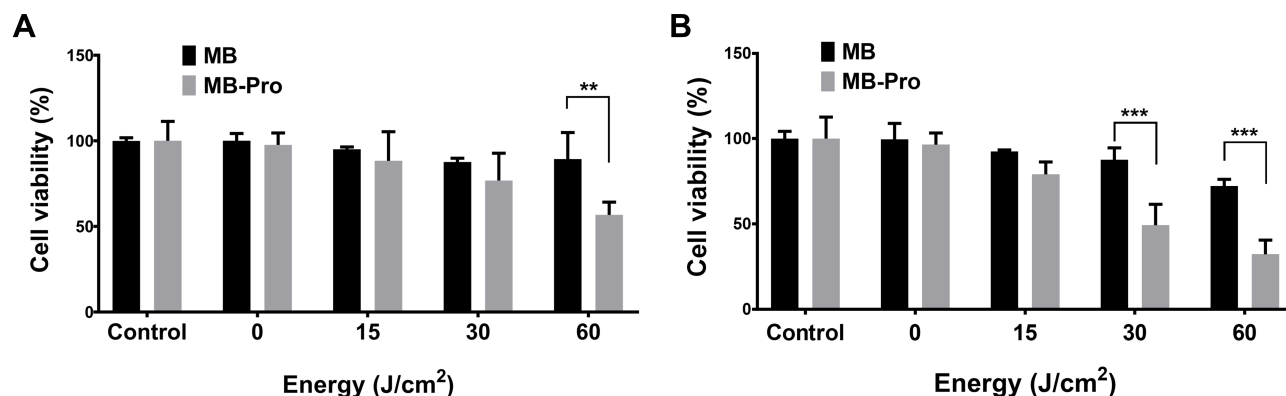 A
MB
MB-Pro
150
100
50
0
Cell viability (%)
**
Control 0 15 30 60
Energy (J/cm²)
B
MB
MB-Pro
150
100
50
0
Cell viability (%)
***
***
Control 0 15 30 60
Energy (J/cm²)